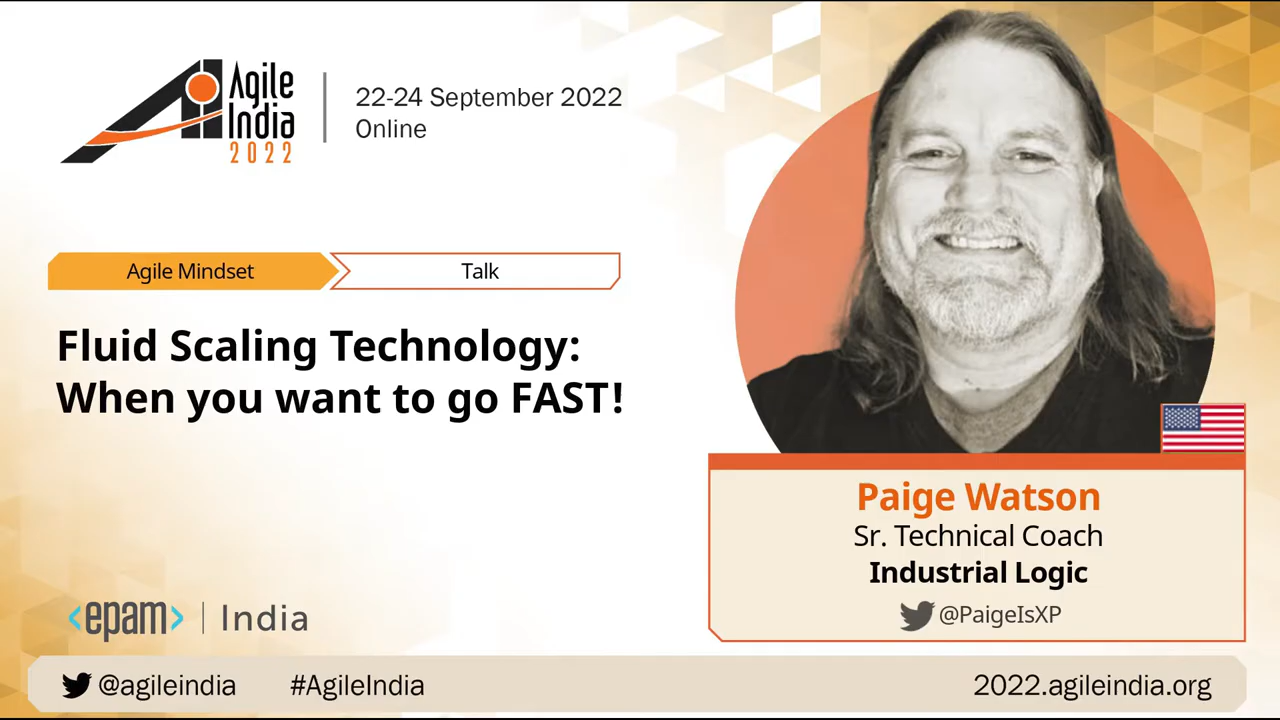 Agile
India
2022
22-24 September 2022
Online
Agile Mindset
Talk
Fluid Scaling Technology:
When you want to go FAST!
Paige Watson
Sr. Technical Coach
Industrial Logic
@PaigeIsXP
<epam> | India
@agileindia
#AgileIndia
2022.agileindia.org